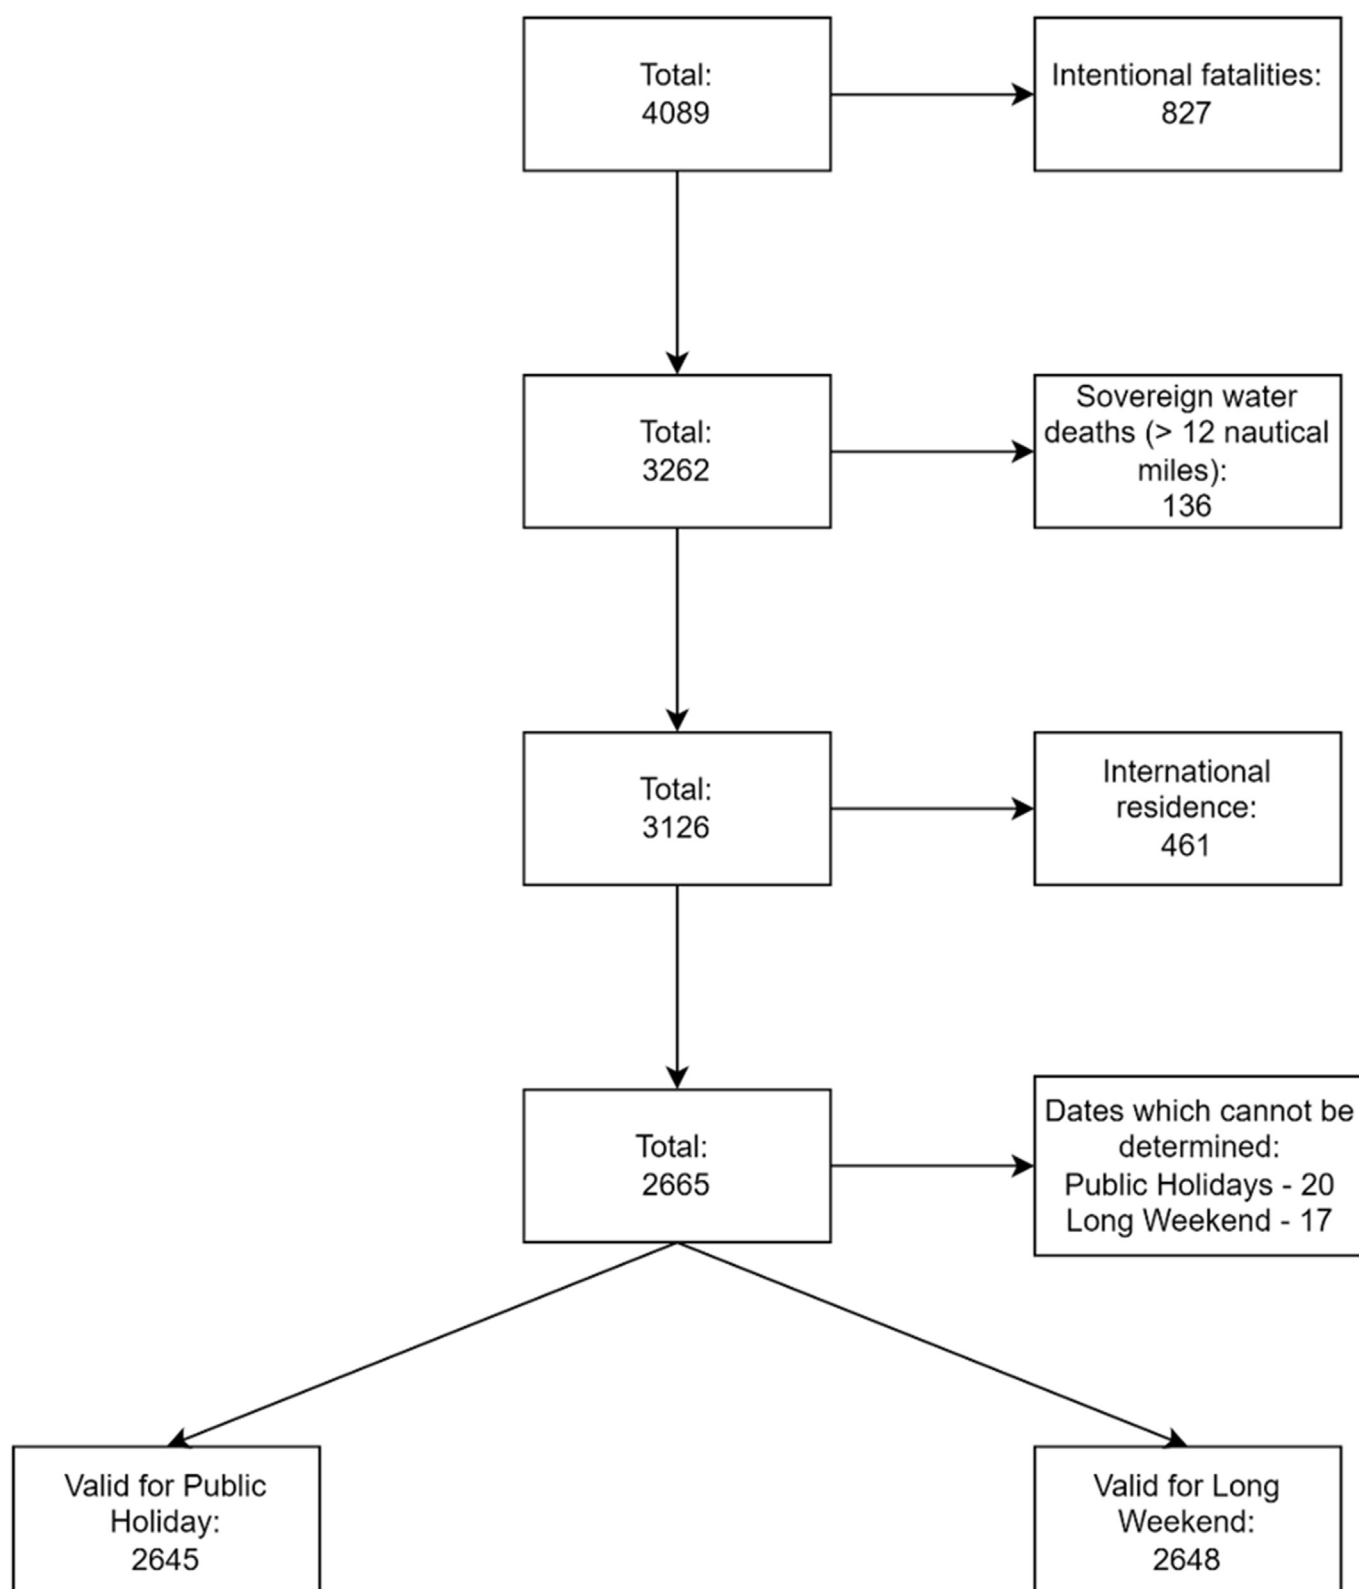 Total:
4089
Intentional fatalities:
827
Total:
3262
Sovereign water
deaths (> 12 nautical
miles):
136
Total:
3126
International
residence:
461
Total:
2665
Dates which cannot be
determined:
Public Holidays - 20
Long Weekend - 17
Valid for Public
Holiday:
2645
Valid for Long
Weekend:
2648